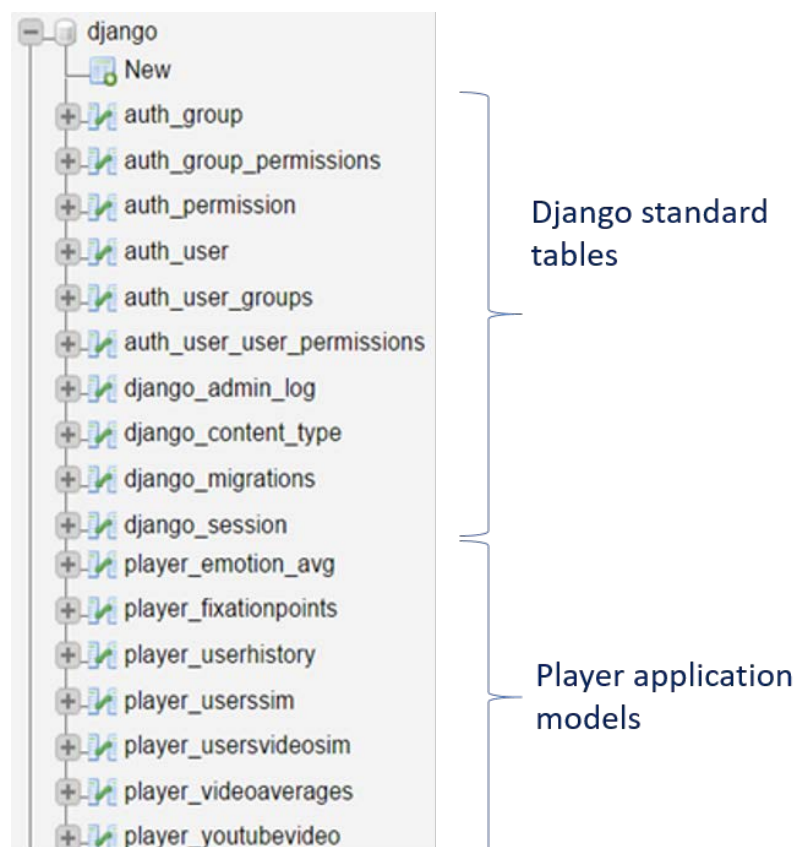 django
New
auth_group
auth_group_permissions
auth_permission
auth_user
auth_user_groups
auth_user_user_permissions
django_admin_log
django_content_type
django_migrations
django_session
player_emotion_avg
player_fixationpoints
player_userhistory
player_userssim
player_usersvideosim
player_videoaverages
player_youtubevideo
Django standard
tables
Player application
models